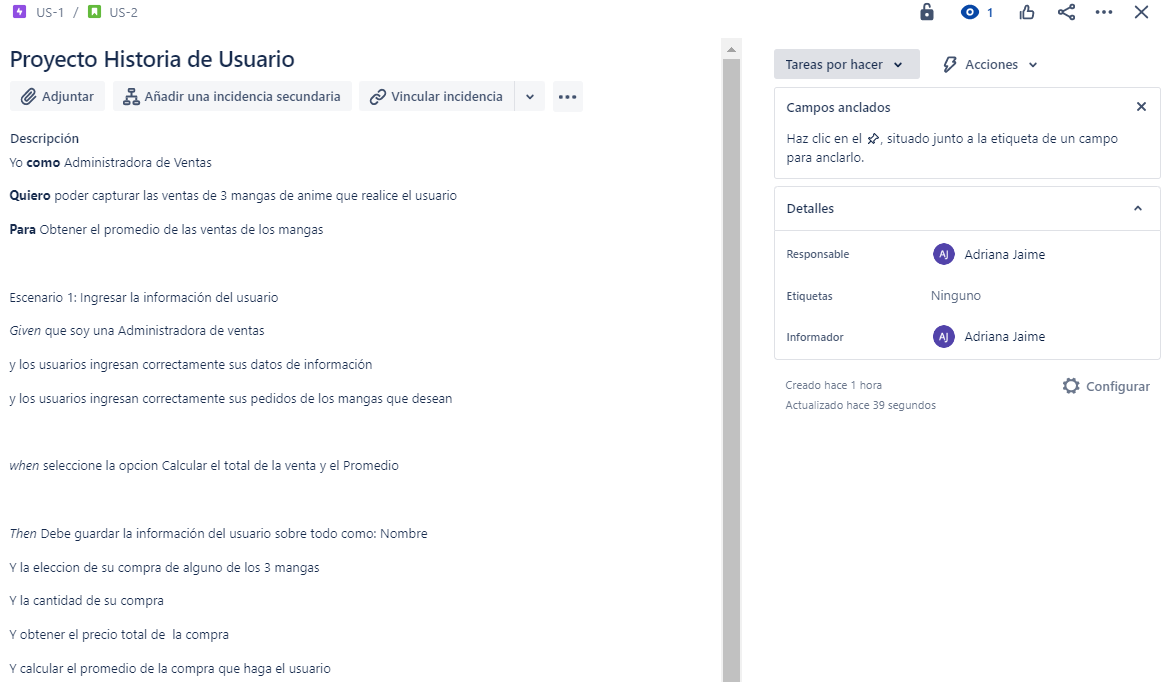 US-1 / US-2
1
Proyecto Historia de Usuario
Adjuntar
Añadir una incidencia secundaria
Vincular incidencia
Descripción
Yo como Administradora de Ventas
Quiero poder capturar las ventas de 3 mangas de anime que realice el usuario
Para Obtener el promedio de las ventas de los mangas
Escenario 1: Ingresar la información del usuario
Given que soy una Administradora de ventas
y los usuarios ingresan correctamente sus datos de información
y los usuarios ingresan correctamente sus pedidos de los mangas que desean
when seleccione la opcion Calcular el total de la venta y el Promedio
Then Debe guardar la información del usuario sobre todo como: Nombre
Y la eleccion de su compra de alguno de los 3 mangas
Y la cantidad de su compra
Y obtener el precio total de  la compra
Y calcular el promedio de la compra que haga el usuario
Tareas por hacer
Acciones
Campos anclados
Haz clic en el , situado junto a la etiqueta de un campo
para anclarlo.
Detalles
Responsable
AJ Adriana Jaime
Etiquetas
Ninguno
Informador
AJ Adriana Jaime
Creado hace 1 hora
Configurar
Actualizado hace 39 segundos